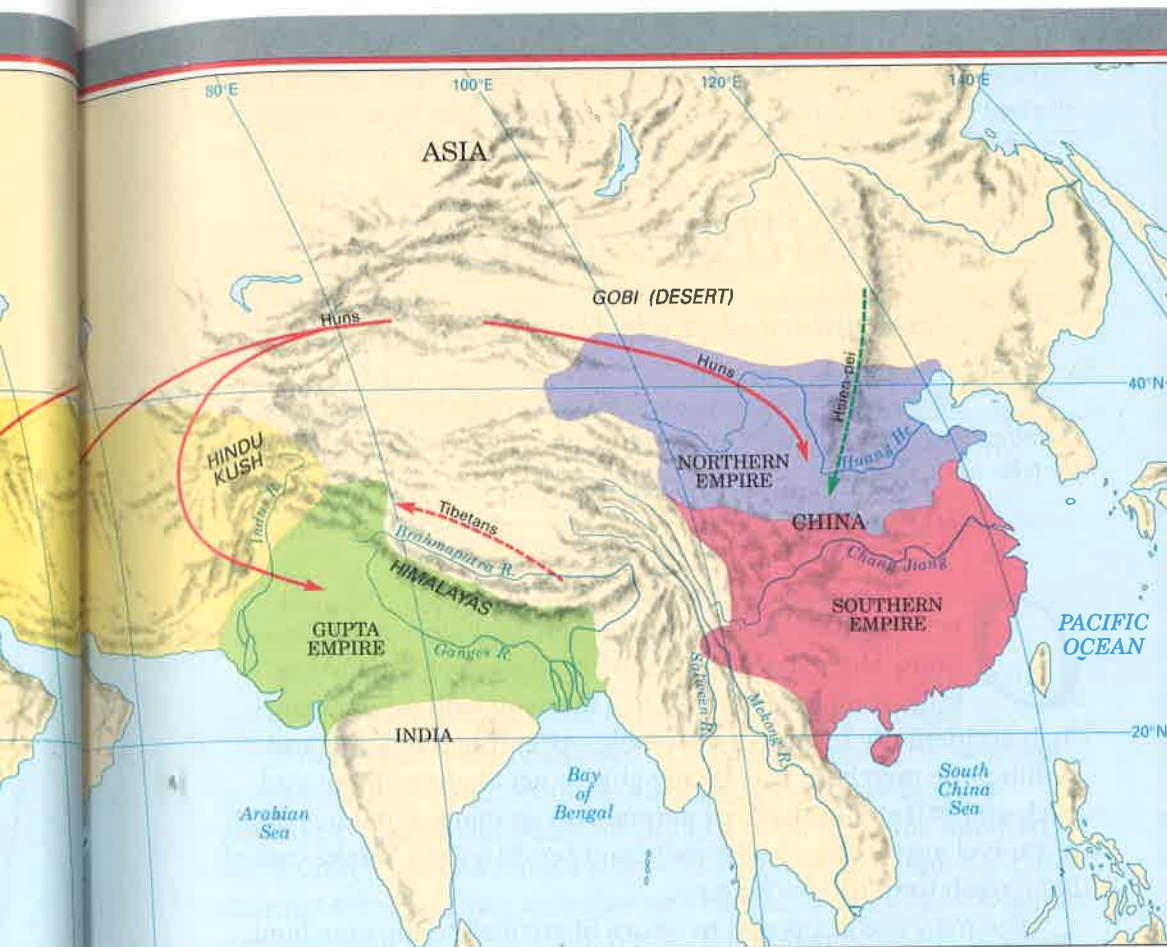 80°E
100°E
120°E
140°E
ASIA
GOBI (DESERT)
Huns
Huns
Hsien-pei
40°N
HINDU
KUSH
Indus R.
NORTHERN
EMPIRE
Huang He
Tibetans
Brahmaputra R.
HIMALAYAS
CHINA
Chang Jiang
SOUTHERN
EMPIRE
PACIFIC
OCEAN
GUPTA
EMPIRE
Ganges R.
Salween R.
Mekong R.
INDIA
20°N
Arabian
Sea
Bay
of
Bengal
South
China
Sea